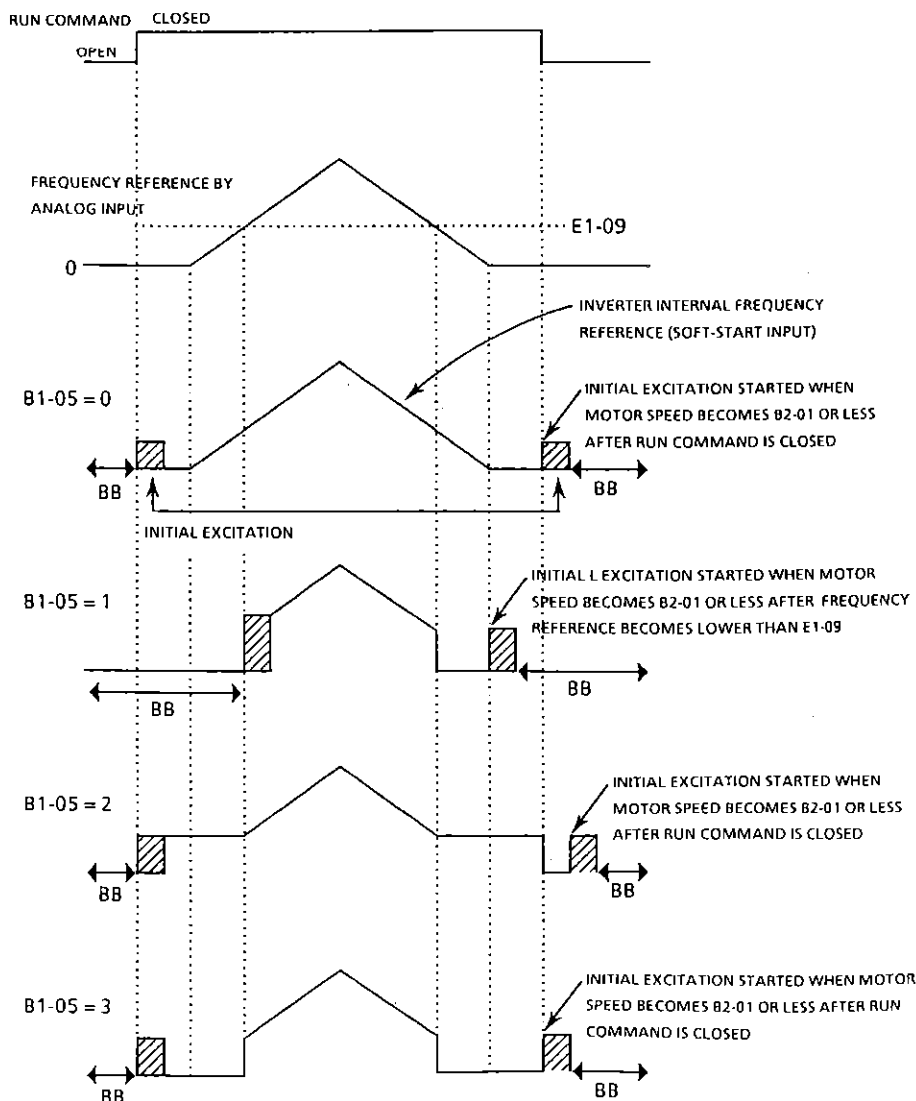 RUN COMMAND CLOSED
OPEN
FREQUENCY REFERENCE BY
ANALOG INPUT
E1-09
0
INVERTER INTERNAL FREQUENCY
REFERENCE (SOFT-START INPUT)
B1-05 = 0
INITIAL EXCITATION STARTED WHEN
MOTOR SPEED BECOMES B2-01 OR LESS
AFTER RUN COMMAND IS CLOSED
BB
BB
INITIAL EXCITATION
B1-05 = 1
INITIAL L EXCITATION STARTED WHEN MOTOR
SPEED BECOMES B2-01 OR LESS AFTER FREQUENCY
REFERENCE BECOMES LOWER THAN E1-09
BB
BB
B1-05 = 2
INITIAL EXCITATION STARTED WHEN
MOTOR SPEED BECOMES B2-01 OR LESS
AFTER RUN COMMAND IS CLOSED
BB
BB
B1-05 = 3
INITIAL EXCITATION STARTED WHEN MOTOR
SPEED BECOMES B2-01 OR LESS AFTER RUN
COMMAND IS CLOSED
BB
BB